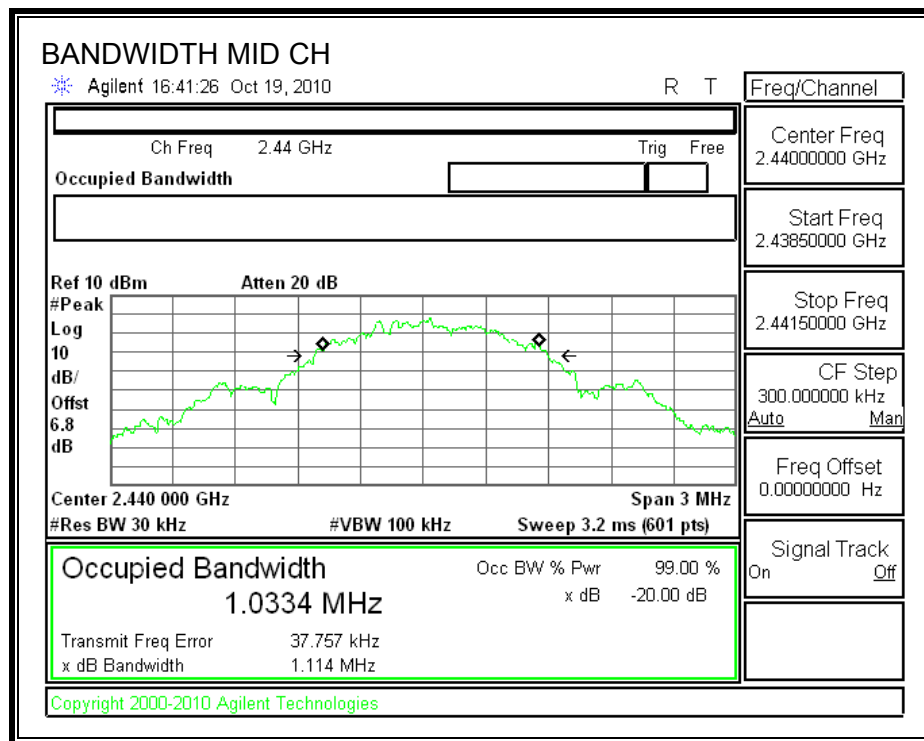 BANDWIDTH MID CH
Agilent 16:41:26 Oct 19, 2010 R T
Freq/Channel
Ch Freq 2.44 GHz Trig Free
Occupied Bandwidth
Center Freq
2.44000000 GHz
Start Freq
2.43850000 GHz
Stop Freq
2.44150000 GHz
CF Step
300.000000 kHz
Auto Man
Freq Offset
0.00000000 Hz
Signal Track
On Off
Ref 10 dBm Atten 20 dB
#Peak
Log
10
dB/
Offst
6.8
dB
Center 2.440 000 GHz Span 3 MHz
#Res BW 30 kHz #VBW 100 kHz Sweep 3.2 ms (601 pts)
Occupied Bandwidth
1.0334 MHz
Occ BW % Pwr 99.00 %
x dB -20.00 dB
Transmit Freq Error 37.757 kHz
x dB Bandwidth 1.114 MHz
Copyright 2000-2010 Agilent Technologies